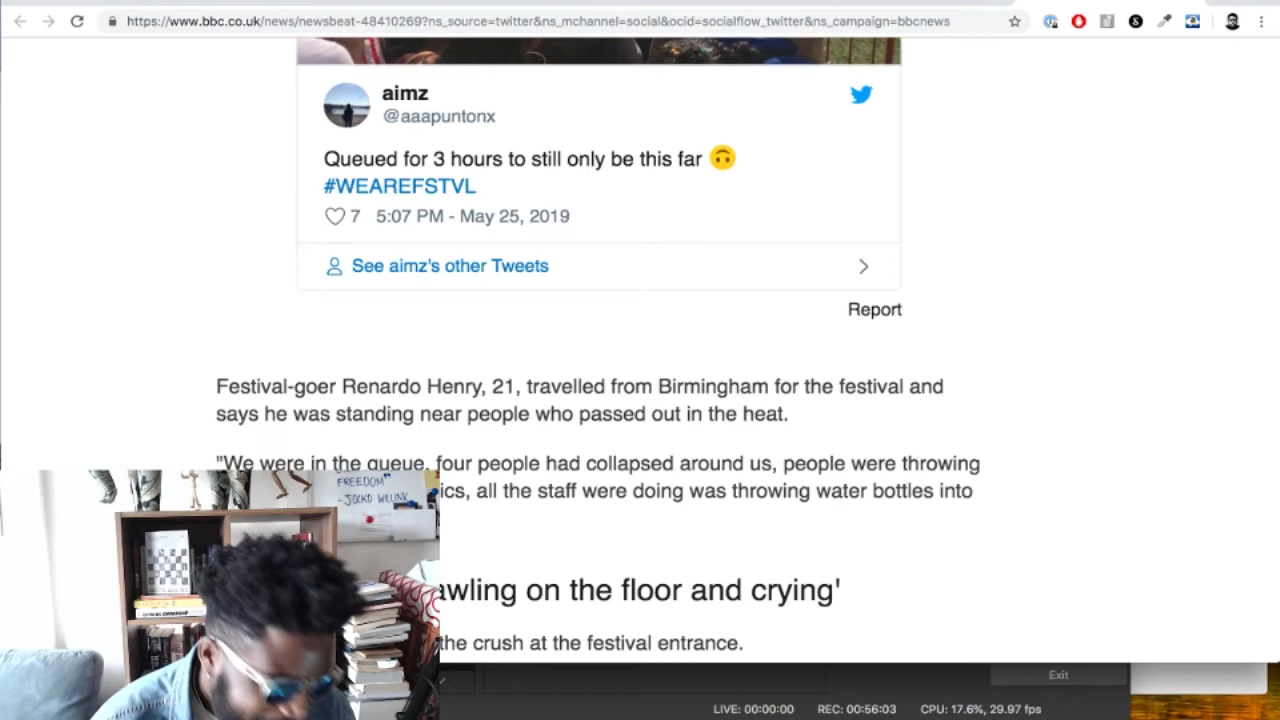 https://www.bbc.co.uk/news/newsbeat-48410269?ns_source=twitter&ns_mchannel=social&ocid=socialflow_twitter&ns_campaign=bbcnews
aimz
@aaapuntonx
Queued for 3 hours to still only be this far 🙃
#WEAREFSTVL
7 5:07 PM - May 25, 2019
See aimz's other Tweets
Report
Festival-goer Renardo Henry, 21, travelled from Birmingham for the festival and
says he was standing near people who passed out in the heat.
"We were in the queue, four people had collapsed around us, people were throwing
ics, all the staff were doing was throwing water bottles into
FREEDOM"
- JOCKO WILLINK
awling on the floor and crying'
the crush at the festival entrance.
Exit
LIVE: 00:00:00 REC: 00:56:03 CPU: 17.6%, 29.97 fps